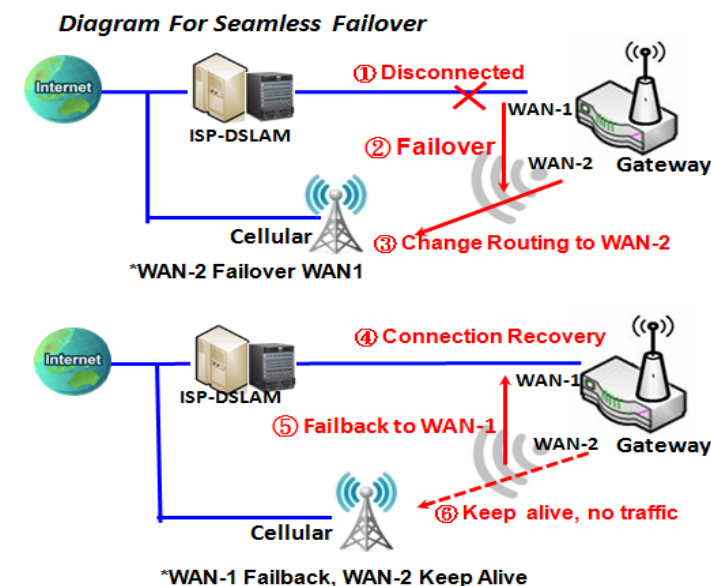 Diagram For Seamless Failover
① Disconnected
Internet
WAN-1
ISP-DSLAM
② Failover
WAN-2
Gateway
Cellular
③ Change Routing to WAN-2
*WAN-2 Failover WAN1
④ Connection Recovery
Internet
WAN-1
ISP-DSLAM
⑤ Failback to WAN-1
WAN-2
Gateway
⑥ Keep alive, no traffic
Cellular
*WAN-1 Failback, WAN-2 Keep Alive